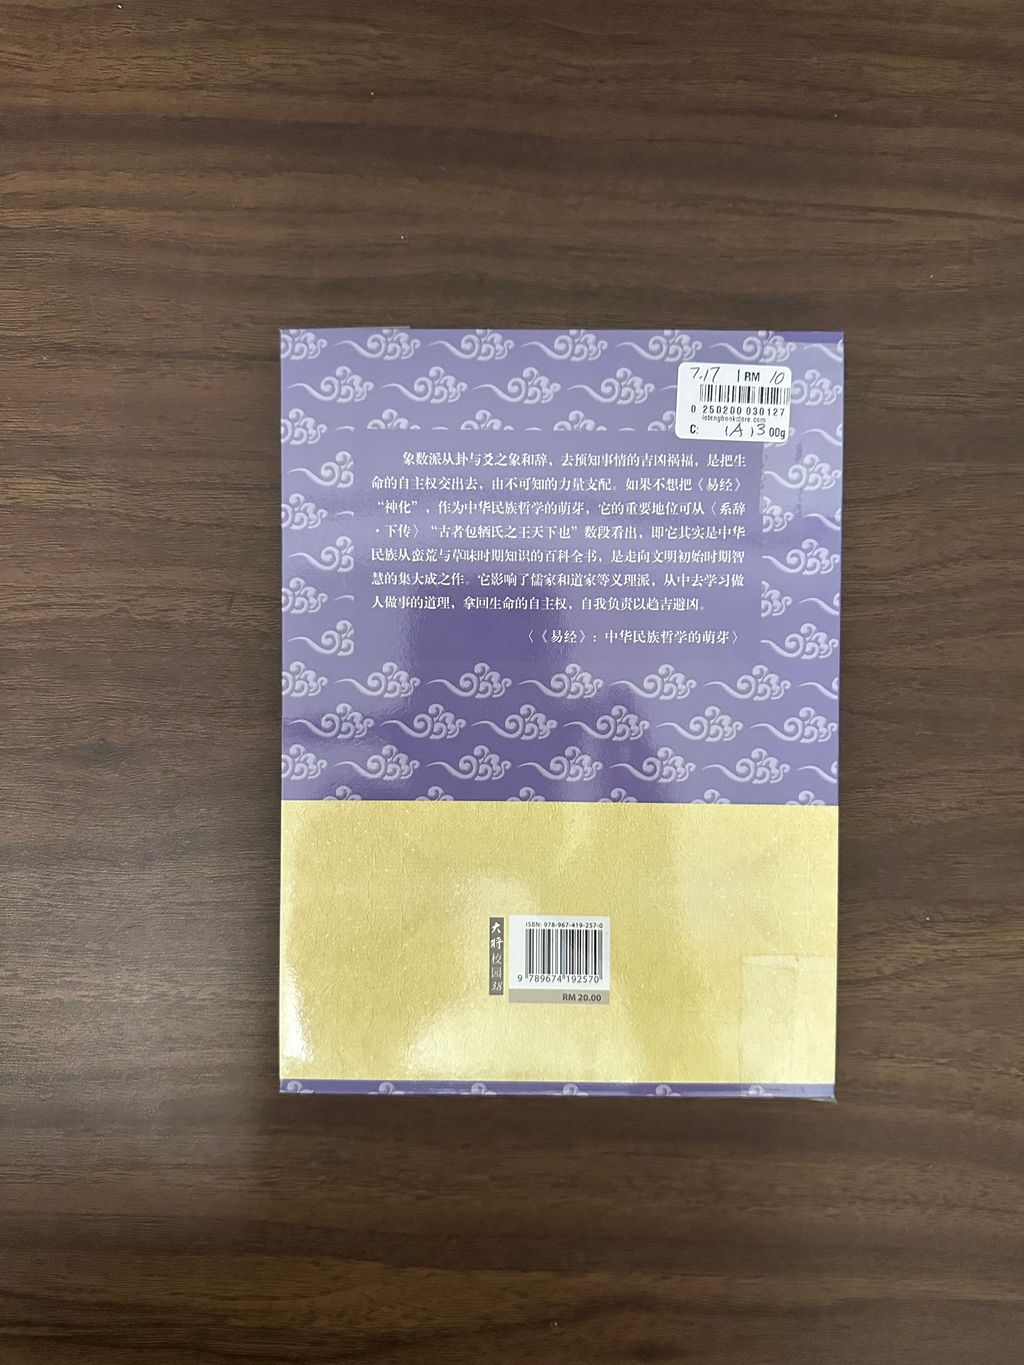 7.17 1 RM 10
0 250200 030127
lotengbookstore.com
C: 1A13 00g
象数派从卦与爻之象和辞，去预知事情的吉凶祸福，是把生
命的自主权交出去，由不可知的力量支配。如果不想把《易经》
“神化”，作为中华民族哲学的萌芽，它的重要地位可从〈系辞
·下传〉“古者包牺氏之王天下也”数段看出，即它其实是中华
民族从蛮荒与草昧时期知识的百科全书，是走向文明初始时期智
慧的集大成之作。它影响了儒家和道家等义理派，从中去学习做
人做事的道理，拿回生命的自主权，自我负责以趋吉避凶。
〈《易经》：中华民族哲学的萌芽〉
大将校园38
ISBN: 978-967-419-257-0
9 789674 192570
RM 20.00